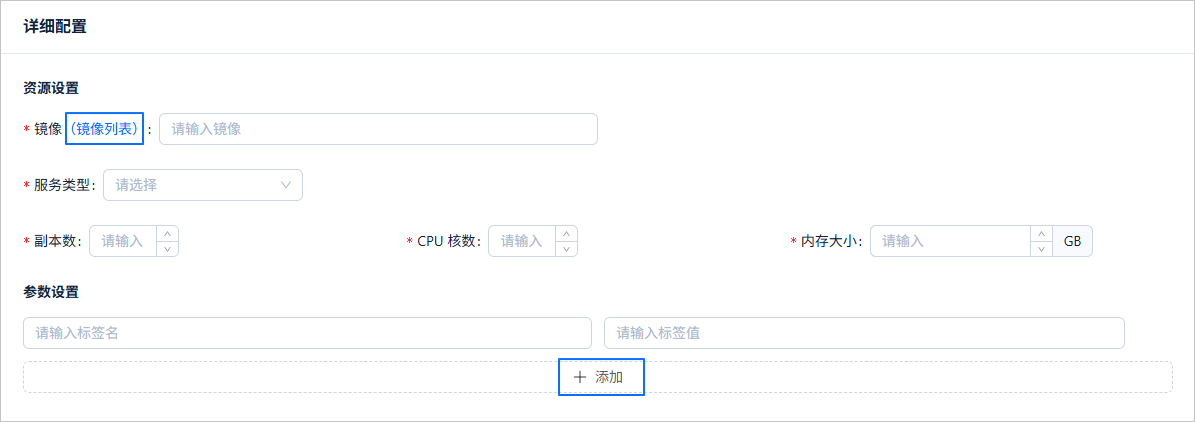 详细配置
资源设置
* 镜像 (镜像列表) : 请输入镜像
* 服务类型: 请选择
* 副本数: 请输入 * CPU 核数: 请输入 * 内存大小: 请输入 GB
参数设置
请输入标签名 请输入标签值
+ 添加